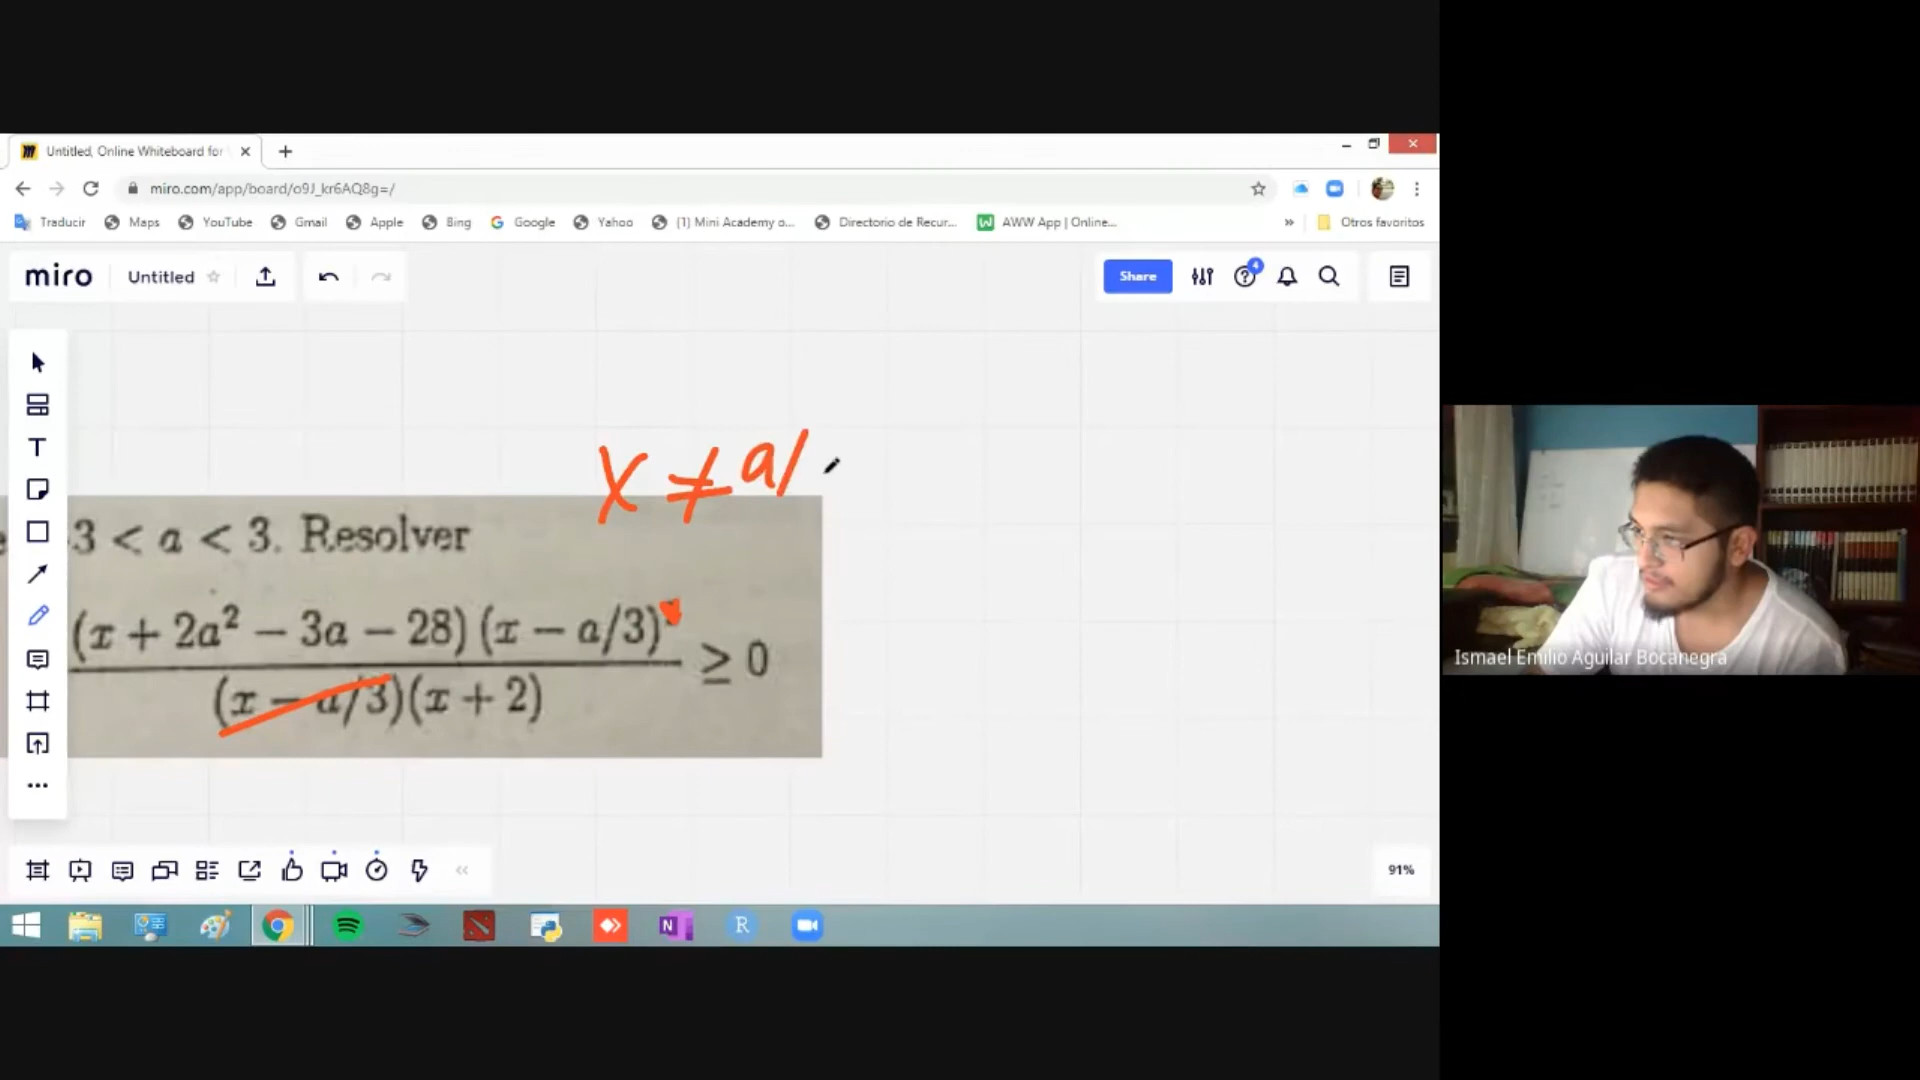 Untitled, Online Whiteboard for
miro.com/app/board/o9J_kr6AQ8g=/
Traducir Maps YouTube Gmail Apple Bing Google Yahoo (1) Mini Academy o... Directorio de Recur... AWW App | Online... » Otros favoritos
miro Untitled Share 4
x ≠ a/
3 < a < 3. Resolver
(x + 2a² − 3a − 28) (x − a/3)
≥ 0
(x − a/3)(x + 2)
T
91%
N R
Ismael Emilio Aguilar Bocanegra